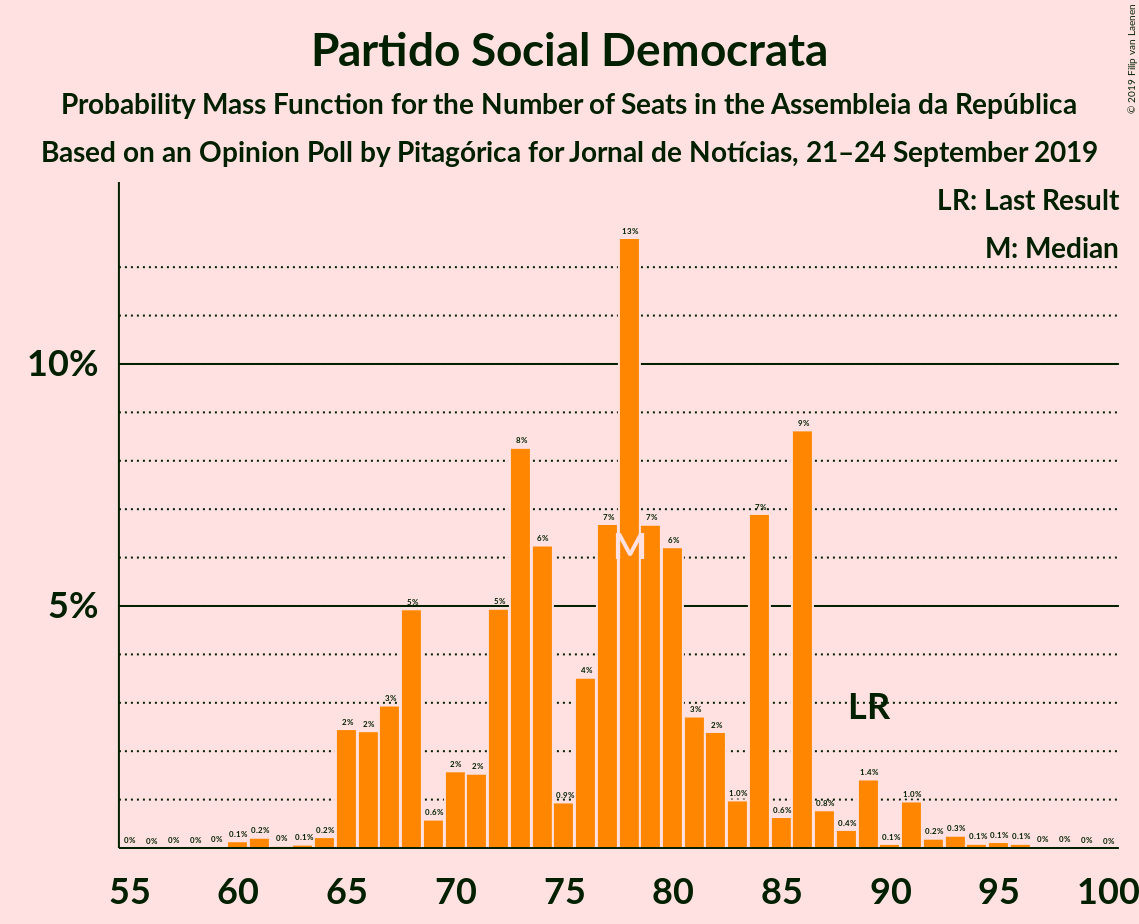 Partido Social Democrata
Probability Mass Function for the Number of Seats in the Assembleia da República
Based on an Opinion Poll by Pitagórica for Jornal de Notícias, 21–24 September 2019
© 2019 Filip van Laenen
LR: Last Result
M: Median
10%
5%
0% 0% 0% 0% 0% 0.1% 0.2% 0% 0.1% 0.2% 2% 2% 3% 5% 0.6% 2% 2% 5% 8% 6% 0.9% 4% 7% 13% 7% 6% 3% 2% 1.0% 7% 0.6% 9% 0.8% 0.4% 1.4% 0.1% 1.0% 0.2% 0.3% 0.1% 0.1% 0.1% 0% 0% 0% 0%
M
LR
55 60 65 70 75 80 85 90 95 100